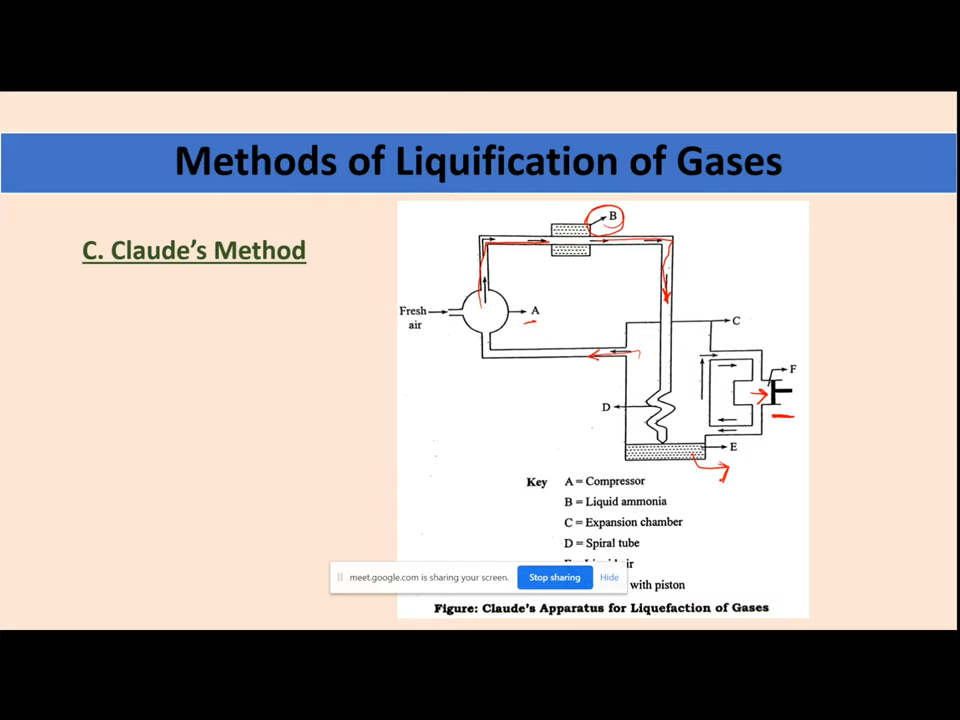 Methods of Liquification of Gases
C. Claude's Method
B
Fresh
air
A
C
F
D
E
Key
A = Compressor
B = Liquid ammonia
C = Expansion chamber
D = Spiral tube
meet.google.com is sharing your screen.
Stop sharing
Hide
with piston
Figure: Claude's Apparatus for Liquefaction of Gases